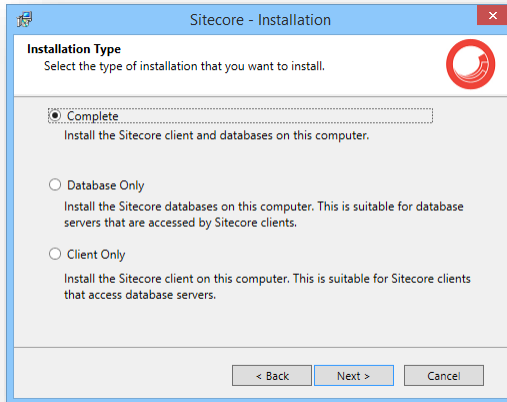 Sitecore - Installation
Installation Type
Select the type of installation that you want to install.
Complete
Install the Sitecore client and databases on this computer.
Database Only
Install the Sitecore databases on this computer. This is suitable for database
servers that are accessed by Sitecore clients.
Client Only
Install the Sitecore client on this computer. This is suitable for Sitecore clients
that access database servers.
< Back
Next >
Cancel